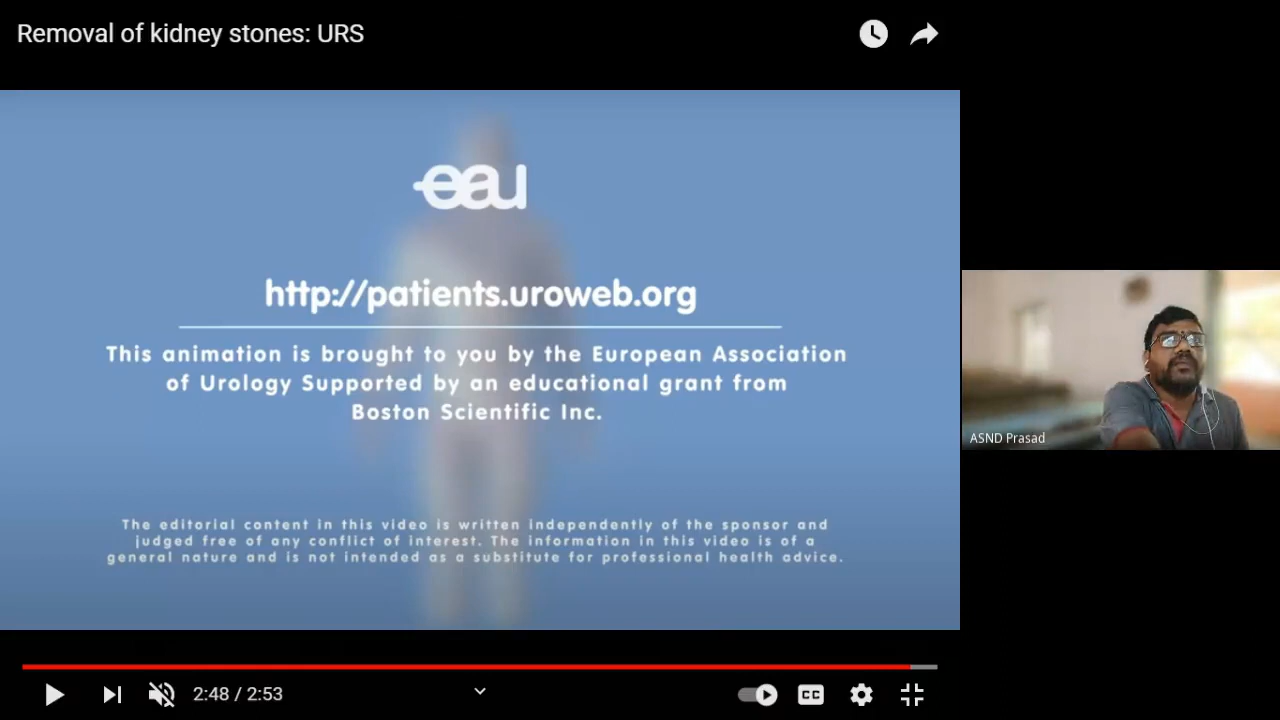 Removal of kidney stones: URS
eau
http://patients.uroweb.org
This animation is brought to you by the European Association
of Urology Supported by an educational grant from
Boston Scientific Inc.
The editorial content in this video is written independently of the sponsor and
judged free of any conflict of interest. The information in this video is of a
general nature and is not intended as a substitute for professional health advice.
ASND Prasad
2:48 / 2:53
CC